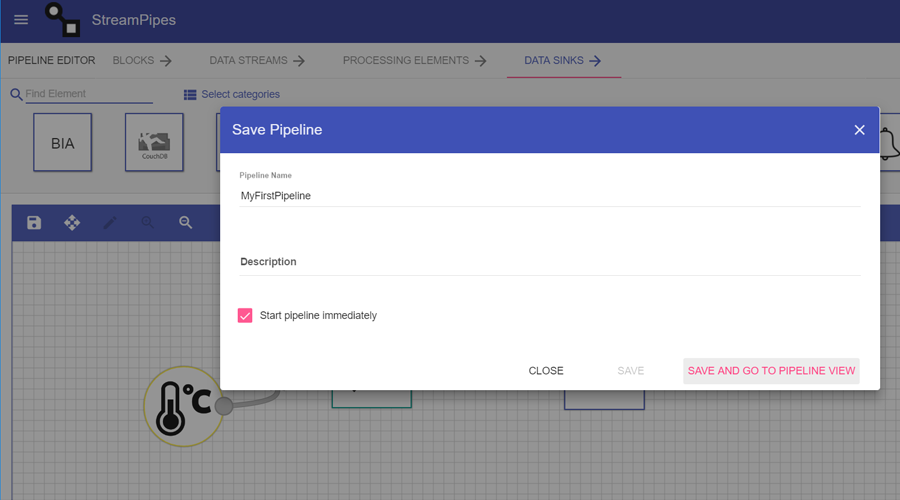 StreamPipes
PIPELINE EDITOR BLOCKS DATA STREAMS PROCESSING ELEMENTS DATA SINKS
Find Element Select categories
BIA
CouchDB
Save Pipeline
Pipeline Name
MyFirstPipeline
Description
Start pipeline immediately
CLOSE SAVE SAVE AND GO TO PIPELINE VIEW
°C